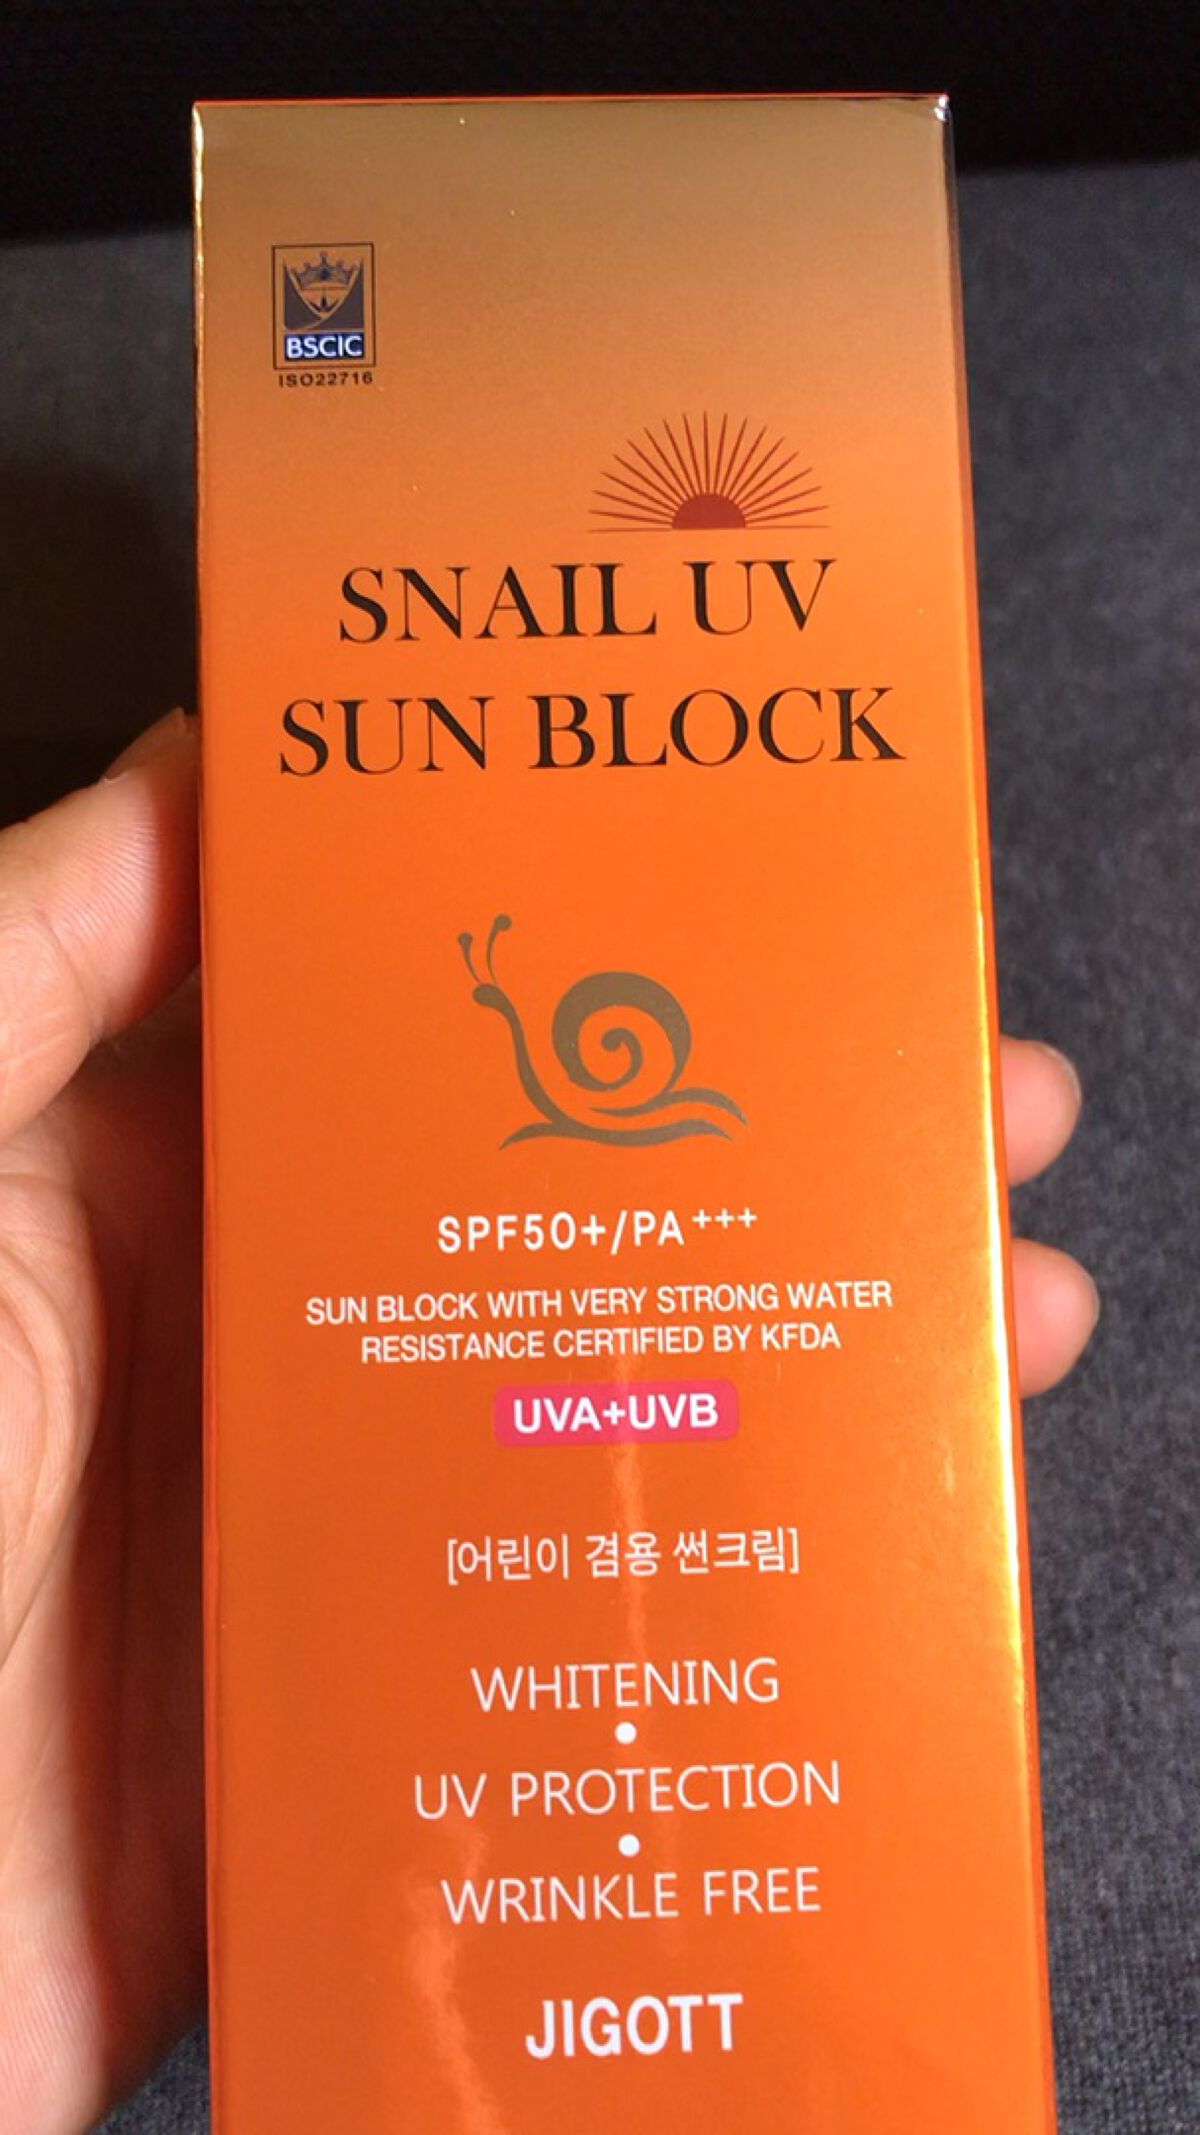 BSCIC
ISO22716
SNAIL UV
SUN BLOCK
SPF50+/PA+++
SUN BLOCK WITH VERY STRONG WATER
RESISTANCE CERTIFIED BY KFDA
UVA+UVB
[어린이 겸용 썬크림]
WHITENING
•
UV PROTECTION
•
WRINKLE FREE
JIGOTT